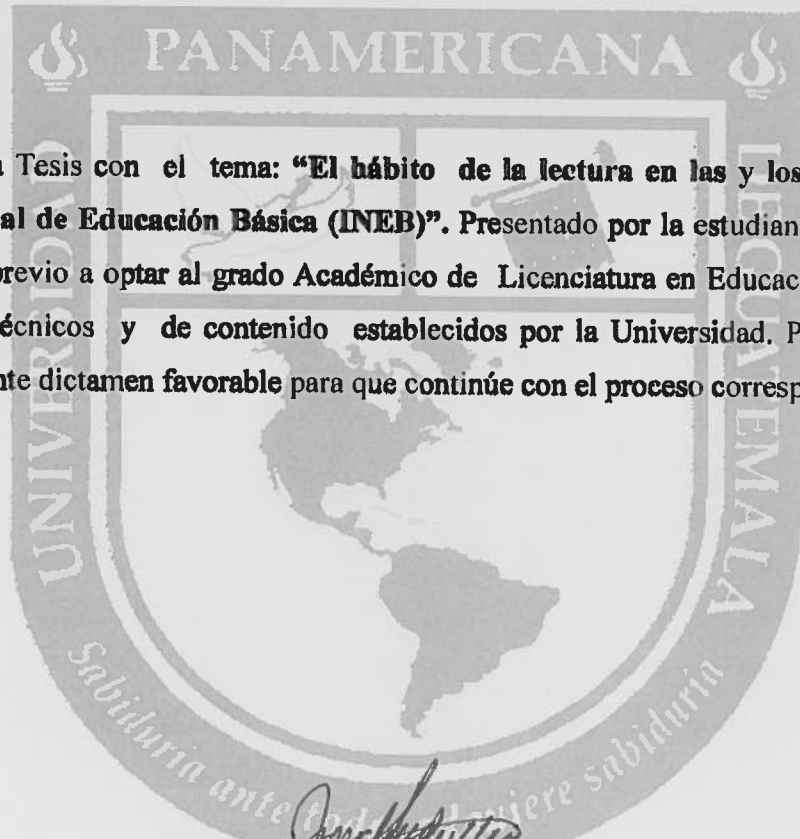 PANAMERICANA
UNIVERSIDAD
DE GUATEMALA
Tesis con el tema: “El hábito de la lectura en las y los
al de Educación Básica (INEB)”. Presentado por la estudian
previo a optar al grado Académico de Licenciatura en Educac
écnicos y de contenido establecidos por la Universidad. P
nte dictamen favorable para que continúe con el proceso corresp
Sabiduría ante todo adquiere sabiduría